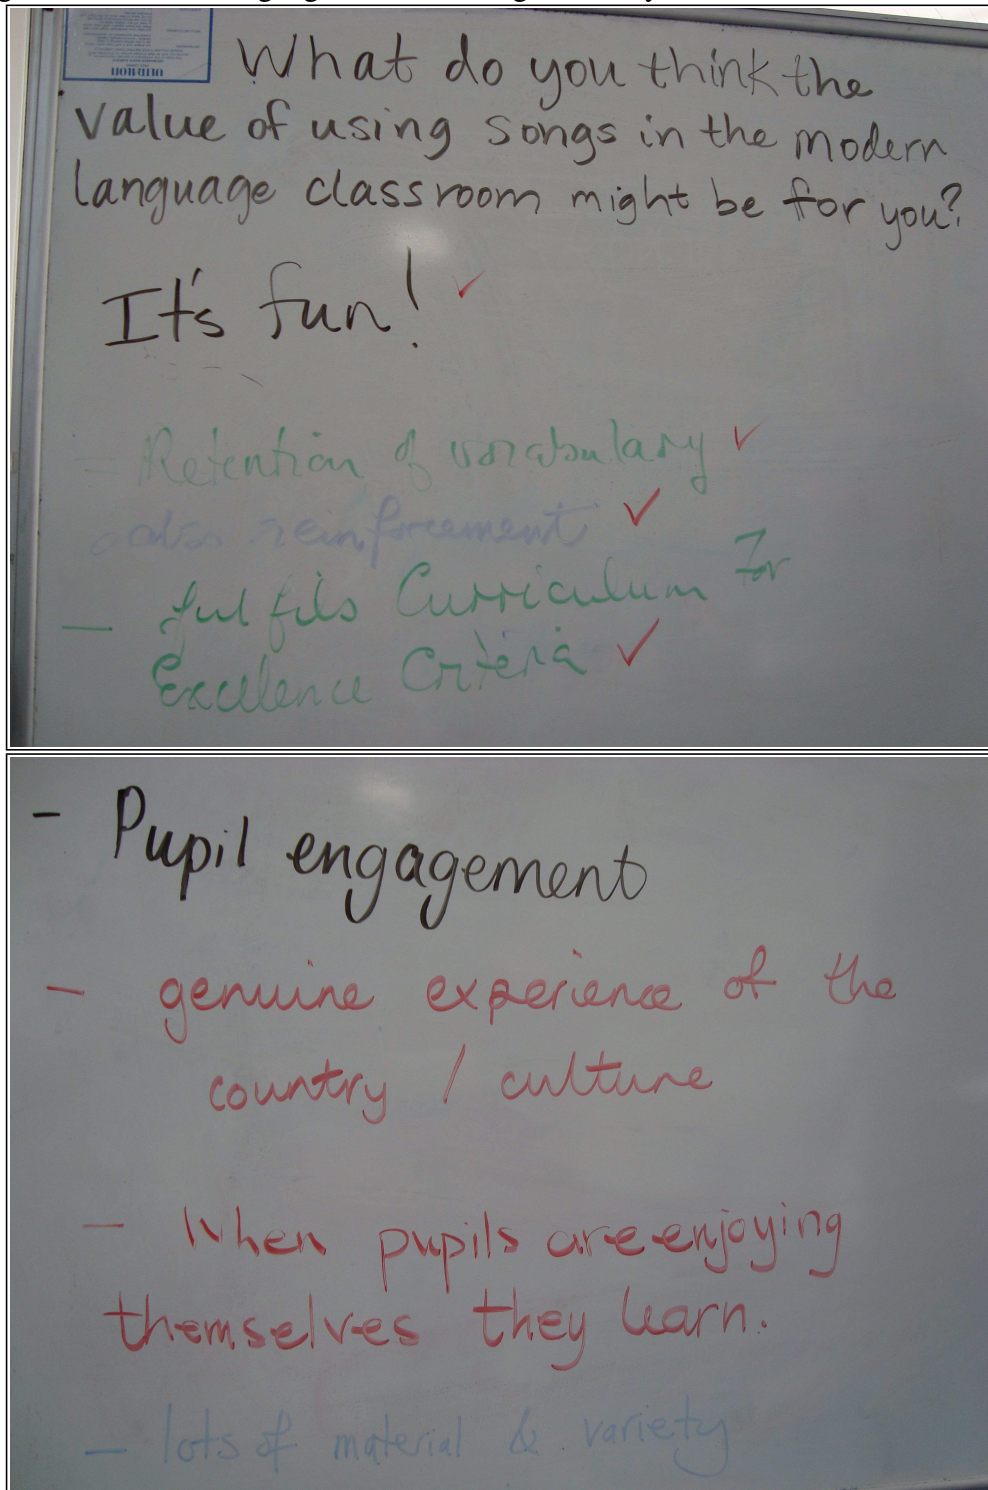 What do you think the
value of using songs in the modern
language classroom might be for you?
It's fun! ✓
- Retention of vocabulary ✓
also reinforcement ✓
- fulfils Curriculum For
Excelence Criteria ✓
- Pupil engagement
- genuine experience of the
country / culture
- When pupils are enjoying
themselves they learn.
- lots of material & variety